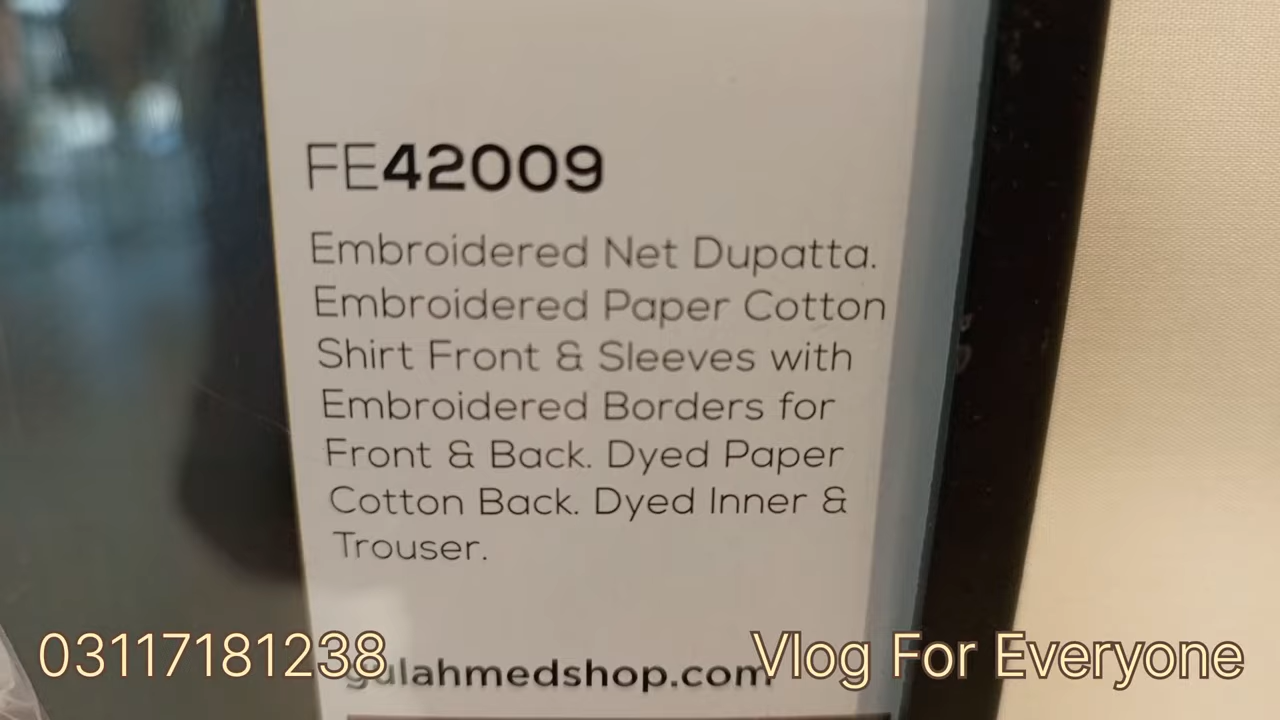 FE42009
Embroidered Net Dupatta.
Embroidered Paper Cotton
Shirt Front & Sleeves with
Embroidered Borders for
Front & Back. Dyed Paper
Cotton Back. Dyed Inner &
Trouser.
gulahmedshop.com
03117181238
Vlog For Everyone